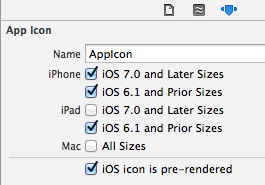 App Icon
Name AppIcon
iPhone iOS 7.0 and Later Sizes
iOS 6.1 and Prior Sizes
iPad iOS 7.0 and Later Sizes
iOS 6.1 and Prior Sizes
Mac All Sizes
iOS icon is pre-rendered